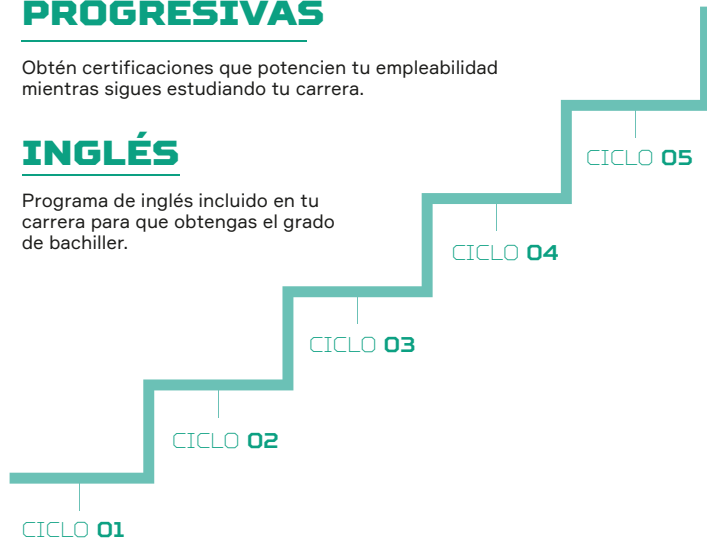 PROGRESIVAS
Obtén certificaciones que potencien tu empleabilidad
mientras sigues estudiando tu carrera.
INGLÉS
Programa de inglés incluido en tu
carrera para que obtengas el grado
de bachiller.
CICLO 05
CICLO 04
CICLO 03
CICLO 02
CICLO 01